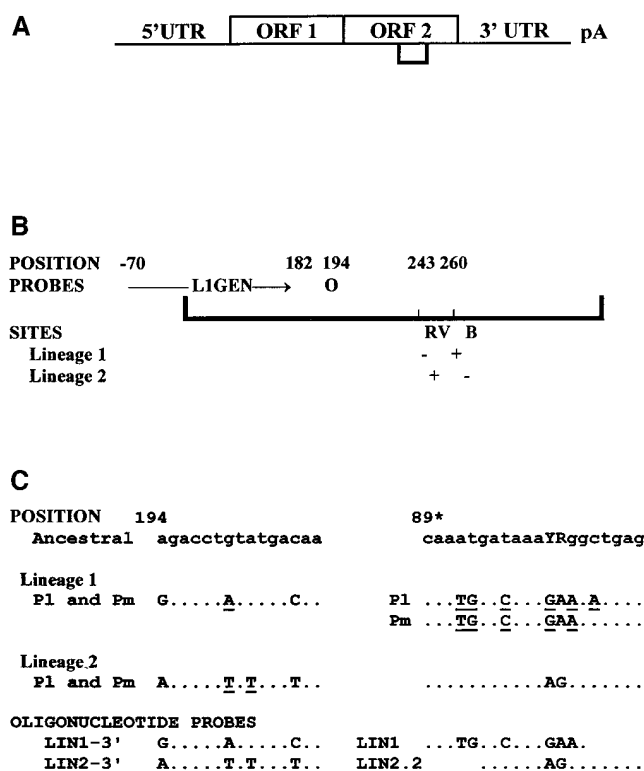 A
5'UTR ORF 1 ORF 2 3' UTR pA
B
POSITION -70 182 194 243 260
PROBES L1GEN O
SITES RV B
Lineage 1 - +
Lineage 2 + -
C
POSITION 194 89*
Ancestral agacctgtatgacaa caaatgataaaYRggctgag
Lineage 1
Pl and Pm G.....A.....C.. Pl ...TG..C...GAA.A....
Pm ...TG..C...GAA......
Lineage 2
Pl and Pm A.....T.T...T.. ...........AG.......
OLIGONUCLEOTIDE PROBES
LIN1-3' G.....A.....C.. LIN1 ...TG..C...GAA.
LIN2-3' A.....T.T...T.. LIN2.2 ......AG.......